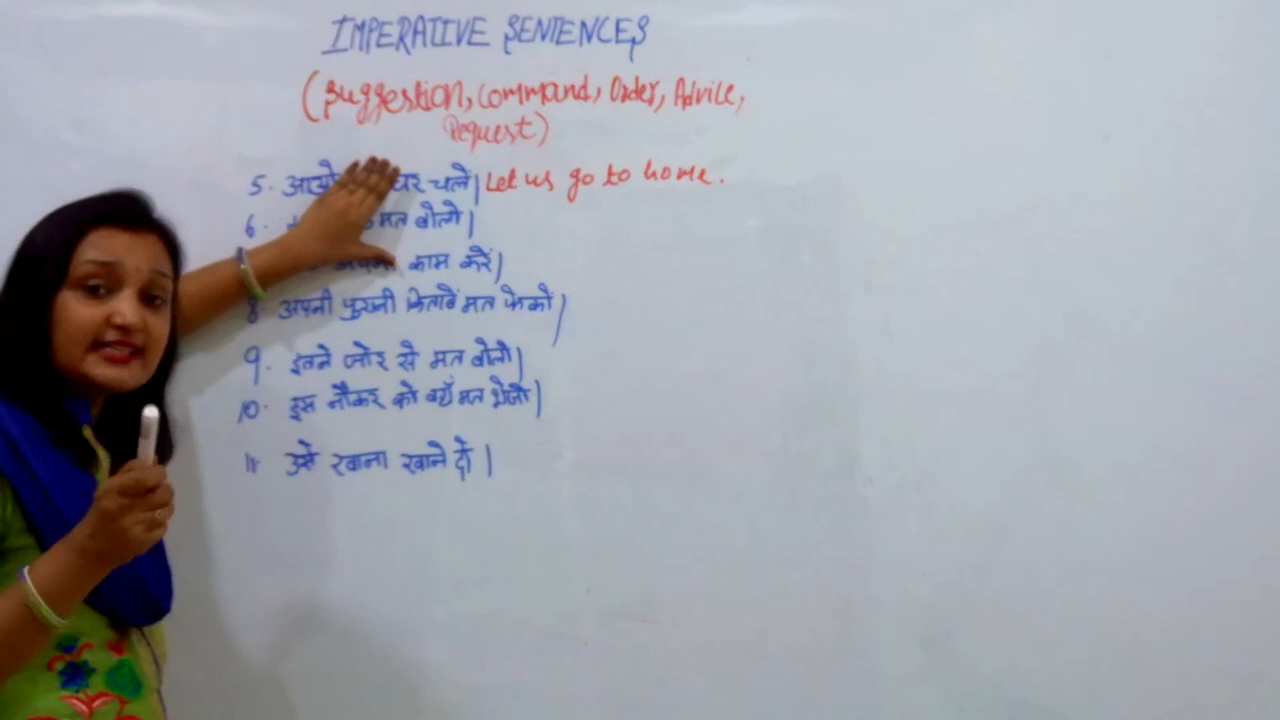 IMPERATIVE SENTENCES
(Suggestion, Command, Order, Advice,
Request)
5. आओ घर चले| Let us go to home.
6. मत बोलो|
काम करें|
8. अपनी पुरानी किताबें मत फेको|
9. इतने जोर से मत बोलो|
10. इस नौकर को वहाँ मत भेजो|
11 उसे खाना खाने दो|